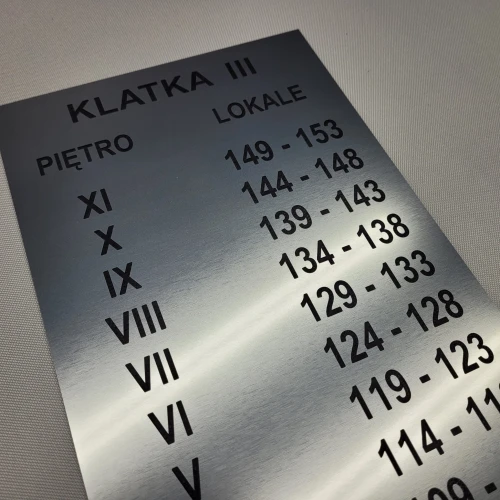 KLATKA III
PIĘTRO LOKALE
XI 149 - 153
X 144 - 148
IX 139 - 143
VIII 134 - 138
VII 129 - 133
VI 124 - 128
V 119 - 123
114 -